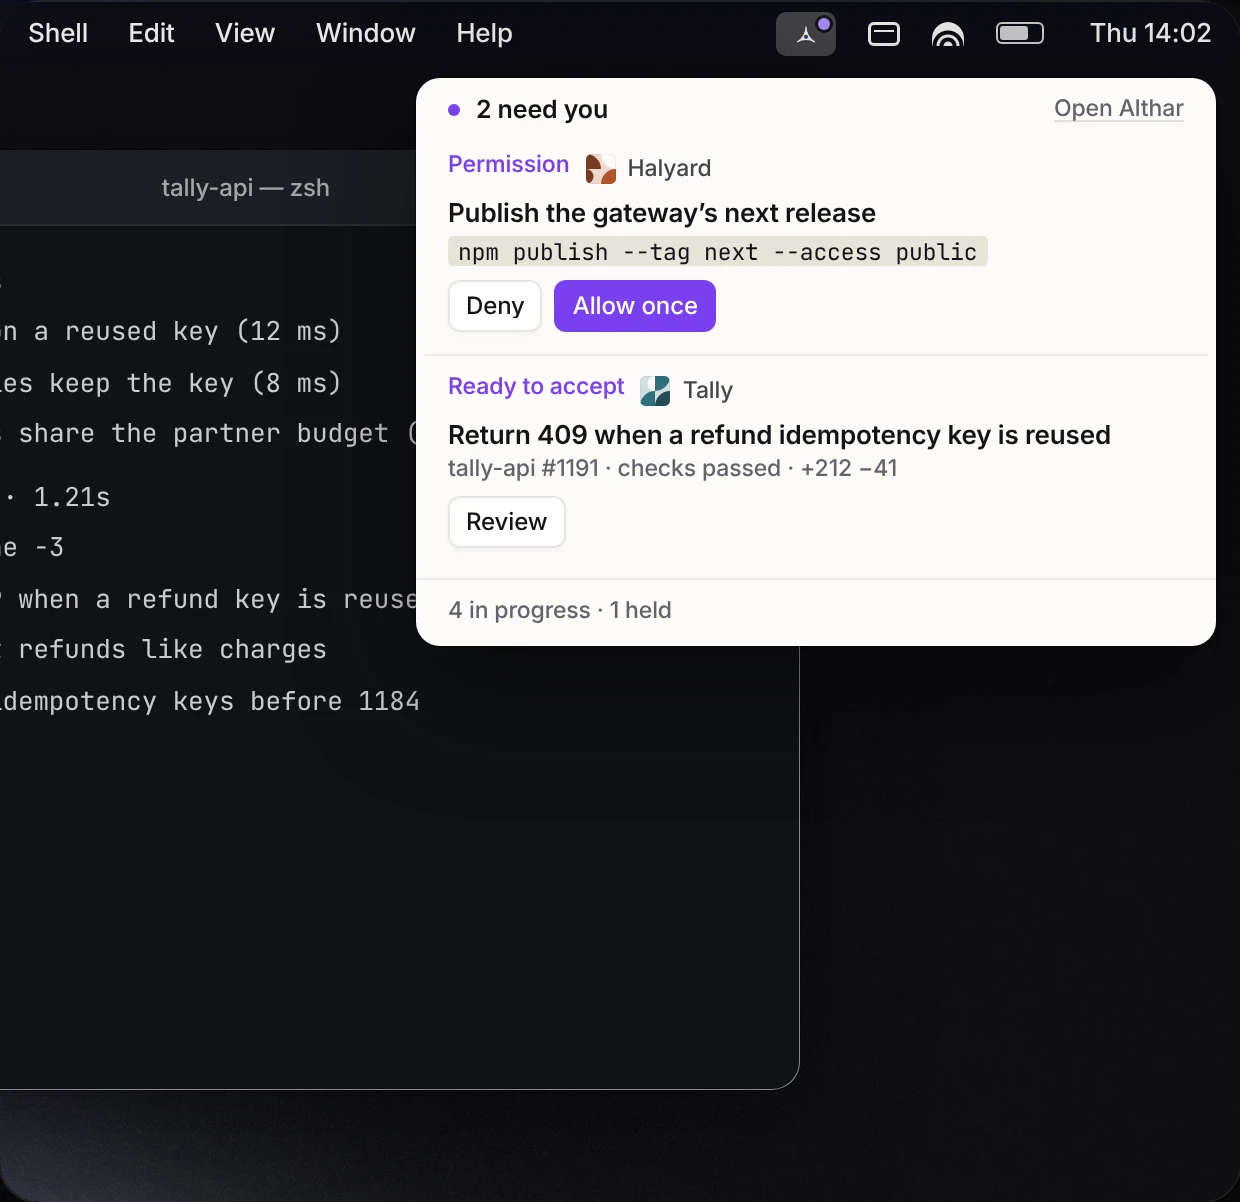 Shell Edit View Window Help Thu 14:02
2 need you Open Althar
Permission Halyard
Publish the gateway’s next release
npm publish --tag next --access public
Deny Allow once
Ready to accept Tally
Return 409 when a refund idempotency key is reused
tally-api #1191 · checks passed · +212 −41
Review
4 in progress · 1 held
tally-api — zsh
a reused key (12 ms)
keep the key (8 ms)
share the partner budget (
· 1.21s
-3
when a refund key is
refunds like charges
keys before 1184